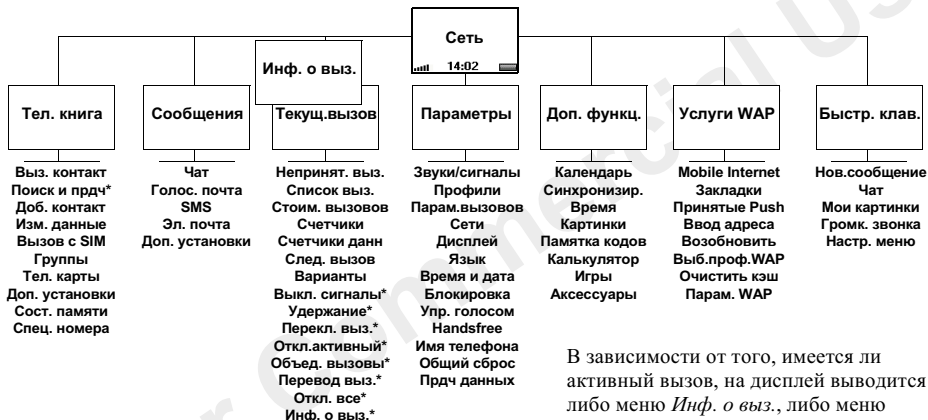 Сеть
14:02
Инф. о выз.
Тел. книга
Сообщения
Текущ.вызов
Параметры
Доп. функц.
Услуги WAP
Быстр. клав.
Выз. контакт
Поиск и прдч*
Доб. контакт
Изм. данные
Вызов с SIM
Группы
Тел. карты
Доп. установки
Сост. памяти
Спец. номера
Чат
Голос. почта
SMS
Эл. почта
Доп. установки
Непринят. выз.
Список выз.
Стоим. вызовов
Счетчики
Счетчики данн
След. вызов
Варианты
Выкл. сигналы*
Удержание*
Перекл. выз.*
Откл.активный*
Объед. вызовы*
Перевод выз.*
Откл. все*
Инф. о выз.*
Звуки/сигналы
Профили
Парам.вызовов
Сети
Дисплей
Язык
Время и дата
Блокировка
Упр. голосом
Handsfree
Имя телефона
Общий сброс
Прдч данных
Календарь
Синхронизир.
Время
Картинки
Памятка кодов
Калькулятор
Игры
Аксессуары
Mobile Internet
Закладки
Принятые Push
Ввод адреса
Возобновить
Выб.проф.WAP
Очистить кэш
Парам. WAP
Нов.сообщение
Чат
Мои картинки
Громк. звонка
Настр. меню
В зависимости от того, имеется ли
активный вызов, на дисплей выводится
либо меню Инф. о выз., либо меню
r Commercial Us